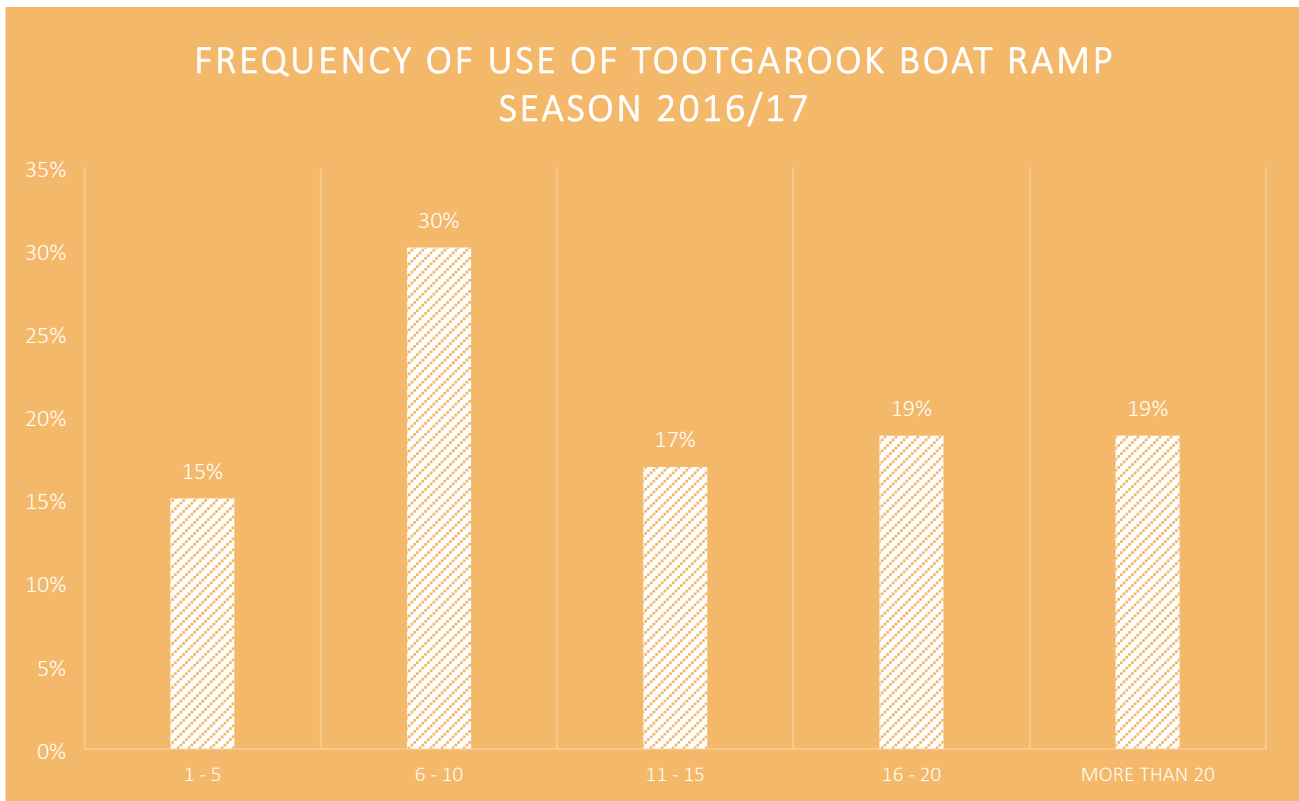 FREQUENCY OF USE OF TOOTGAROOK BOAT RAMP
SEASON 2016/17
35%
30%
25%
20%
15%
10%
5%
0%
15%
30%
17%
19%
19%
1 - 5
6 - 10
11 - 15
16 - 20
MORE THAN 20